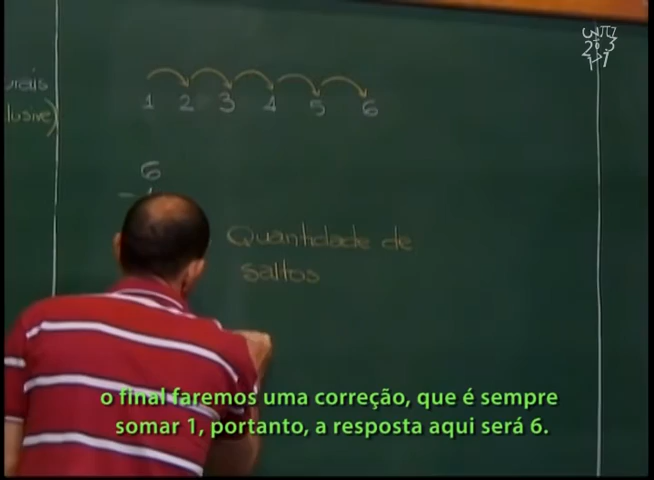 lusive)
1 2 3 4 5 6
6
Quantidade de
saltos
o final faremos uma correção, que é sempre
somar 1, portanto, a resposta aqui será 6.